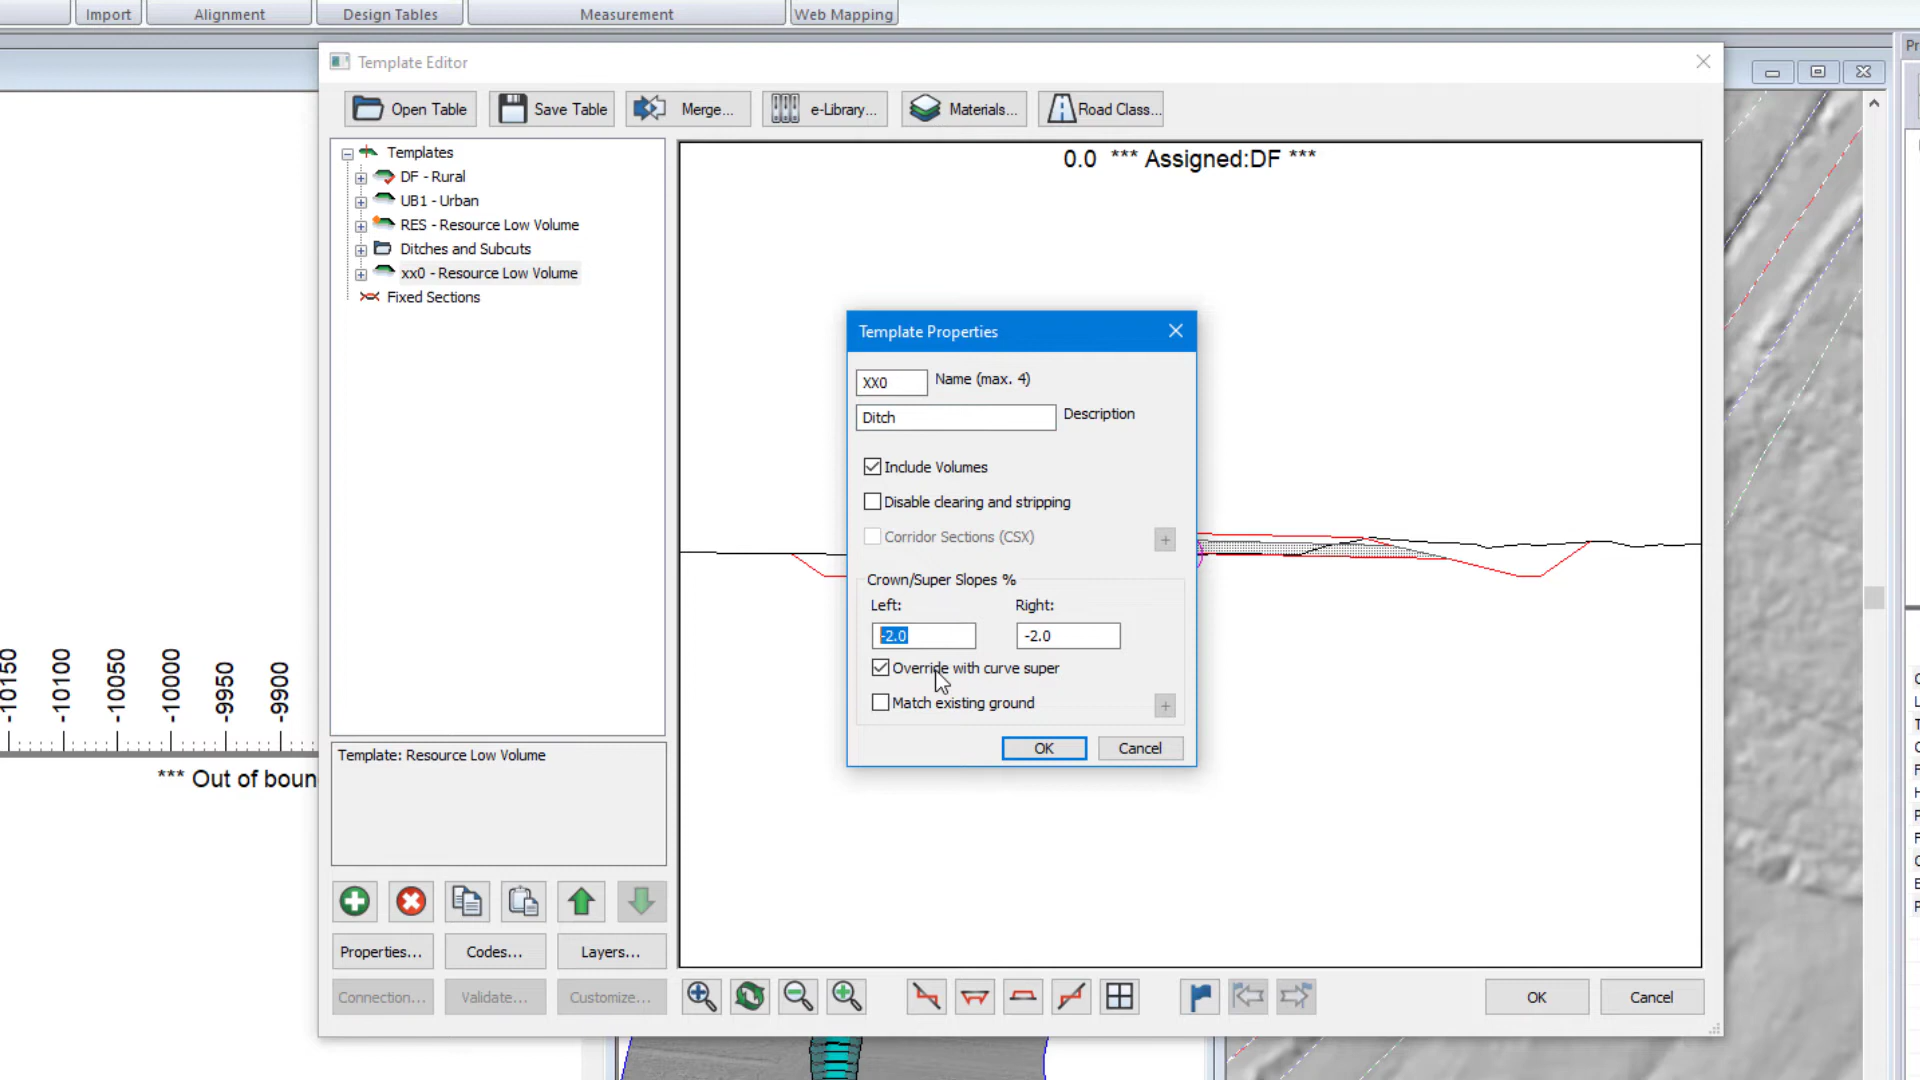 Import
Alignment
Design Tables
Measurement
Web Mapping
Template Editor
Open Table
Save Table
Merge...
e-Library...
Materials...
Road Class...
Templates
DF - Rural
UB1 - Urban
RES - Resource Low Volume
Ditches and Subcuts
xx0 - Resource Low Volume
Fixed Sections
0.0 *** Assigned:DF ***
Template Properties
XX0 Name (max. 4)
Ditch Description
Include Volumes
Disable clearing and stripping
Corridor Sections (CSX)
Crown/Super Slopes %
Left: Right:
-2.0 -2.0
Override with curve super
Match existing ground
OK Cancel
-10150
-10100
-10050
-10000
-9950
-9900
*** Out of boun
Template: Resource Low Volume
Properties...
Codes...
Layers...
Connection...
Validate...
Customize...
OK
Cancel
Pr